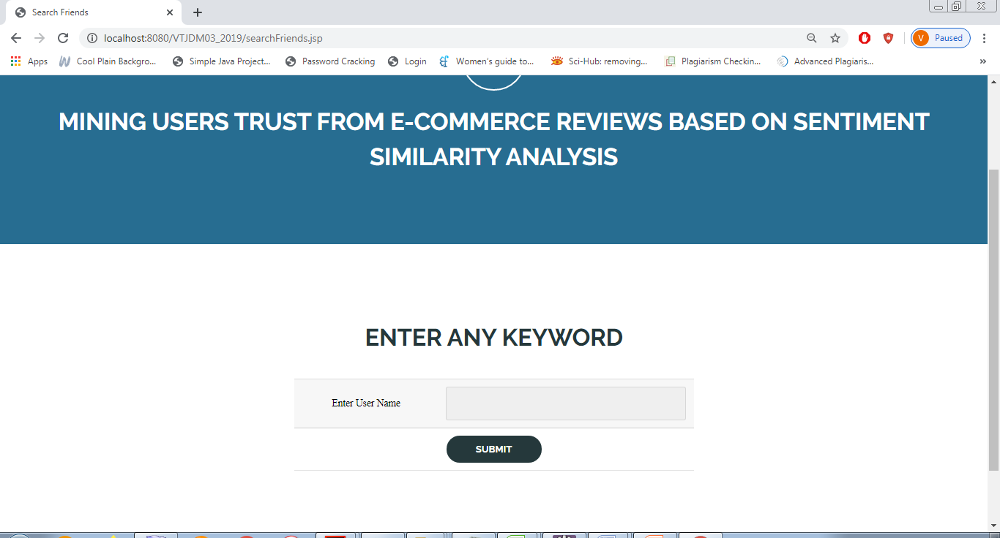 Search Friends
localhost:8080/VTJDM03_2019/searchFriends.jsp
V Paused
Apps Cool Plain Backgro... Simple Java Project... Password Cracking Login Women's guide to... Sci-Hub: removing... Plagiarism Checkin... Advanced Plagiaris... »
MINING USERS TRUST FROM E-COMMERCE REVIEWS BASED ON SENTIMENT
SIMILARITY ANALYSIS
ENTER ANY KEYWORD
Enter User Name
SUBMIT